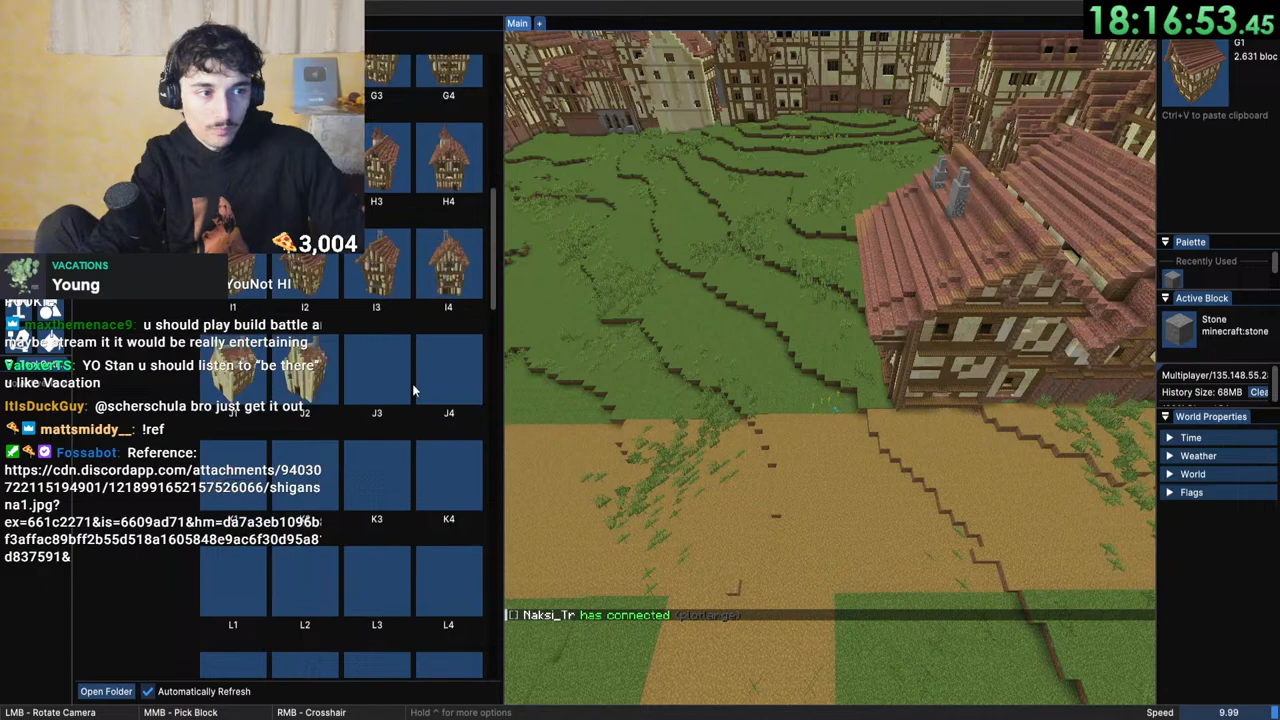 18:16:53.45
Main +
G1
2.631 bloc
Ctrl+V to paste clipboard
G3 G4
H3 H4
3,004
VACATIONS
Young
YouNot HI
I1 I2 I3 I4
maxthemenace9: u should play build battle a
maybe stream it it would be really entertaining
ValokerTS: YO Stan u should listen to “be there”
u like Vacation
ItIsDuckGuy: @scherschula bro just get it out
J1 J2 J3 J4
mattsmiddy__: !ref
Fossabot: Reference:
https://cdn.discordapp.com/attachments/94030
722115194901/1218991652157526066/shigans
na1.jpg?
ex=661c2271&is=6609ad71&hm=da7a3eb1096b
f3affac89bff2b55d518a1605848e9ac6f30d95a8
d837591&
K3 K4
L1 L2 L3 L4
Palette
Recently Used
Active Block
Stone
minecraft:stone
Multiplayer/135.148.55.2
History Size: 68MB Clea
World Properties
Time
Weather
World
Flags
[] Naksi_Tr has connected
Open Folder Automatically Refresh
LMB - Rotate Camera MMB - Pick Block RMB - Crosshair Hold ^ for more options Speed 9.99